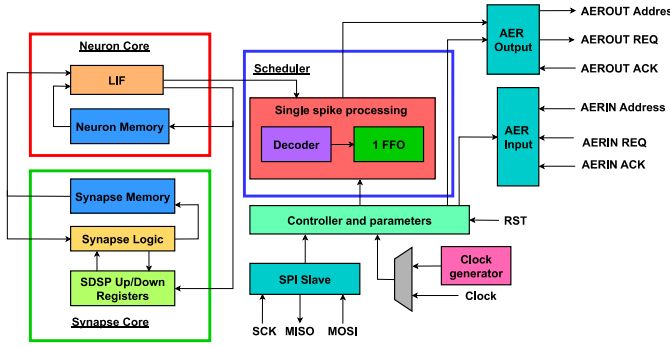 Neuron Core
LIF
Neuron Memory
Synapse Memory
Synapse Logic
SDSP Up/Down
Registers
Synapse Core
Scheduler
Single spike processing
Decoder
1 FFO
Controller and parameters
RST
SPI Slave
SCK
MISO
MOSI
Clock
generator
Clock
AER
Output
AEROUT Address
AEROUT REQ
AEROUT ACK
AER
Input
AERIN Address
AERIN REQ
AERIN ACK